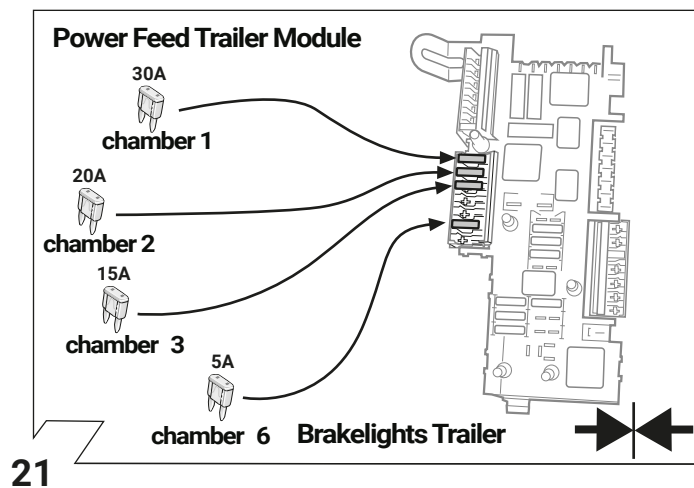 Power Feed Trailer Module
30A
chamber 1
20A
chamber 2
15A
chamber 3
5A
chamber 6 Brakelights Trailer
21